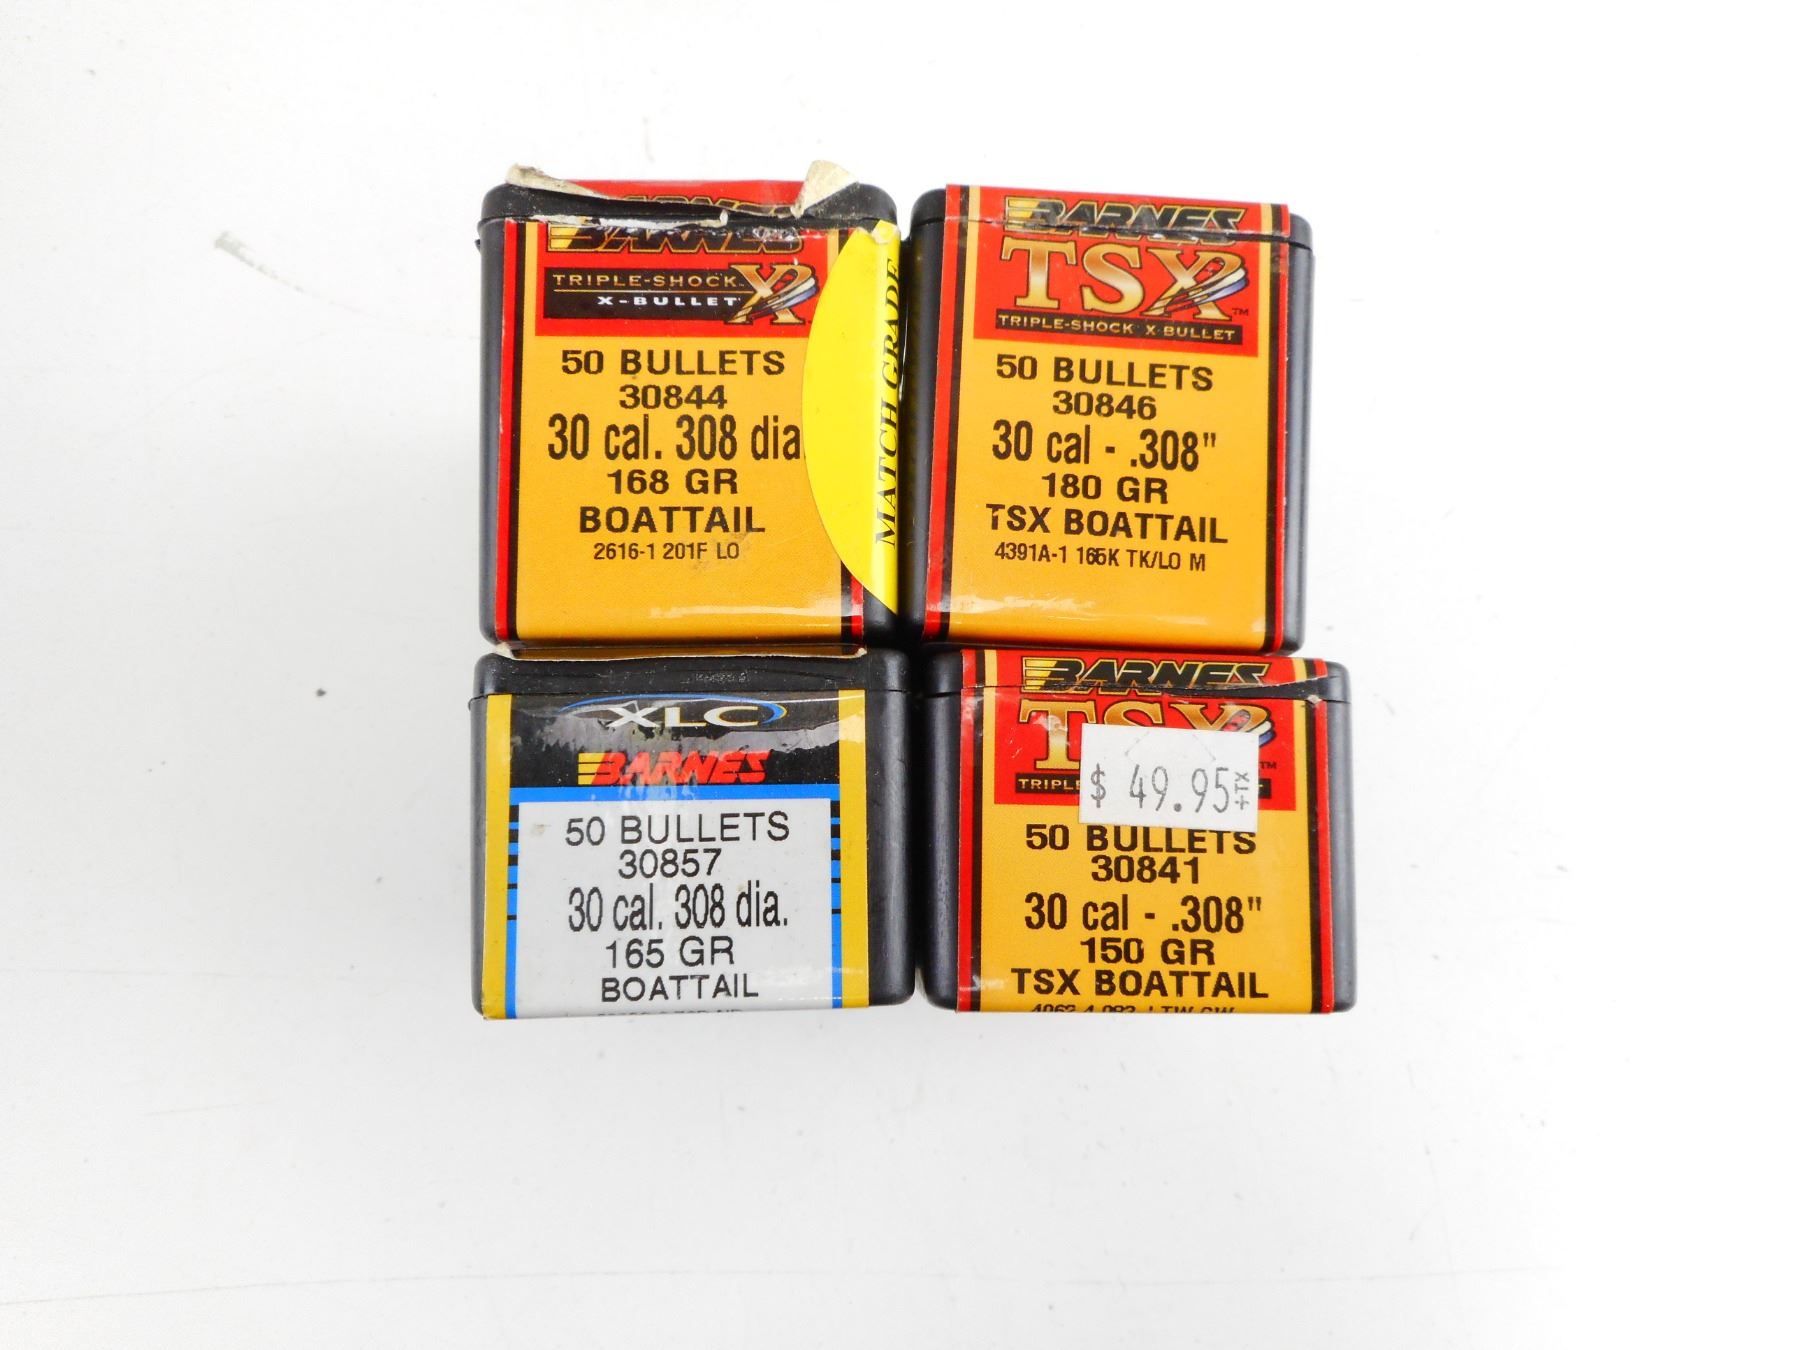 BARNES
TRIPLE-SHOCK
X-BULLET
X
MATCH GRADE
50 BULLETS
30844
30 cal. 308 dia.
168 GR
BOATTAIL
2616-1 201F LO
BARNES
TSX™
TRIPLE-SHOCK X-BULLET
50 BULLETS
30846
30 cal - .308"
180 GR
TSX BOATTAIL
4391A-1 165K TK/LO M
XLC
BARNES
50 BULLETS
30857
30 cal. 308 dia.
165 GR
BOATTAIL
BARNES
TSX™
$ 49.95 +TX
50 BULLETS
30841
30 cal - .308"
150 GR
TSX BOATTAIL